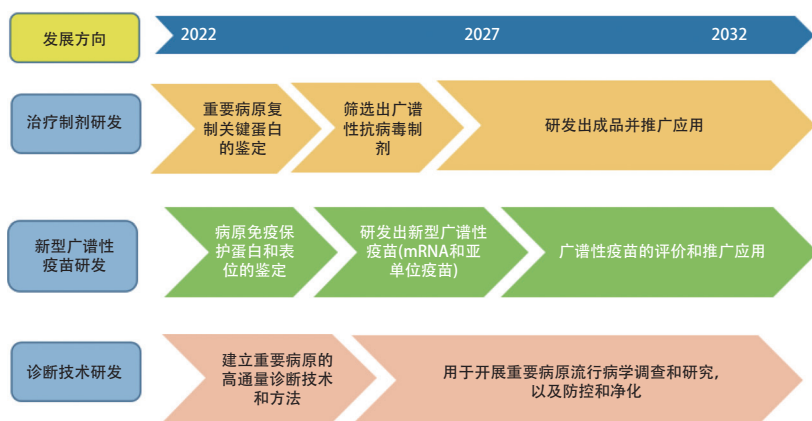 发展方向
2022
2027
2032
治疗制剂研发
重要病原复
制关键蛋白
的鉴定
筛选出广谱
性抗病毒制
剂
研发出成品并推广应用
新型广谱性
疫苗研发
病原免疫保
护蛋白和表
位的鉴定
研发出新型广谱性
疫苗(mRNA和亚
单位疫苗)
广谱性疫苗的评价和推广应用
诊断技术研发
建立重要病原的
高通量诊断技术
和方法
用于开展重要病原流行病学调查和研究,
以及防控和净化